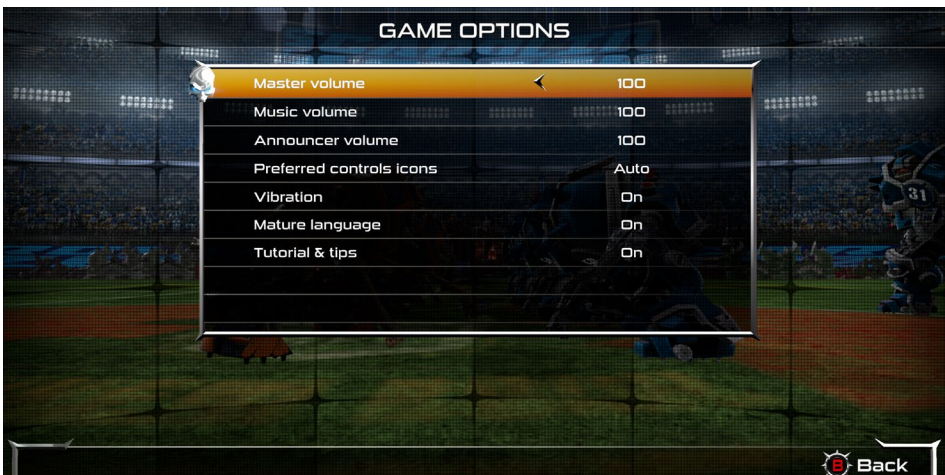 GAME OPTIONS
Master volume 100
Music volume 100
Announcer volume 100
Preferred controls icons Auto
Vibration On
Mature language On
Tutorial & tips On
31
B Back